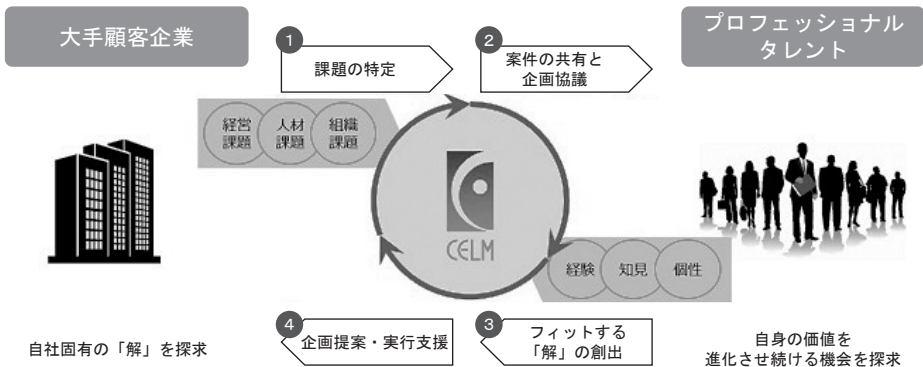 大手顧客企業
プロフェッショナル
タレント
1
課題の特定
2
案件の共有と
企画協議
経営
課題
人材
課題
組織
課題
CELM
経験
知見
個性
4
企画提案・実行支援
3
フィットする
「解」の創出
自社固有の「解」を探求
自身の価値を
進化させ続ける機会を探求